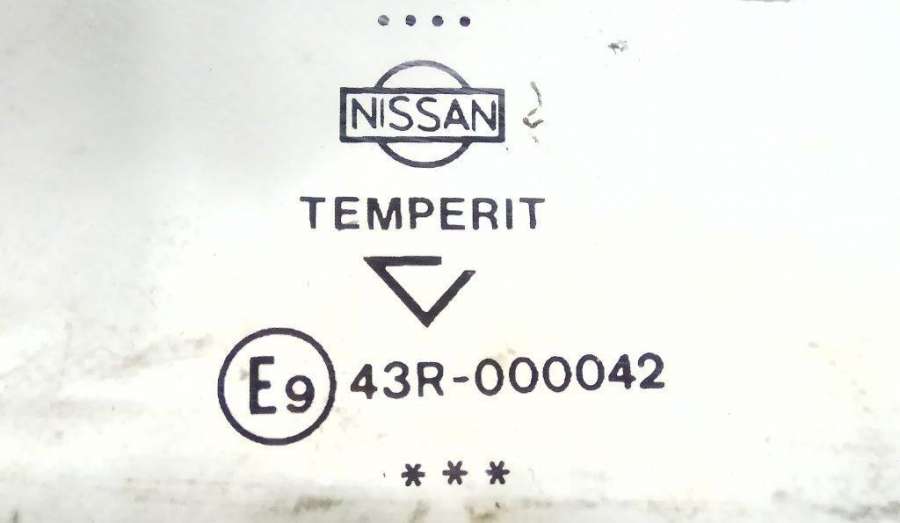 NISSAN
TEMPERIT
E9 43R-000042
***